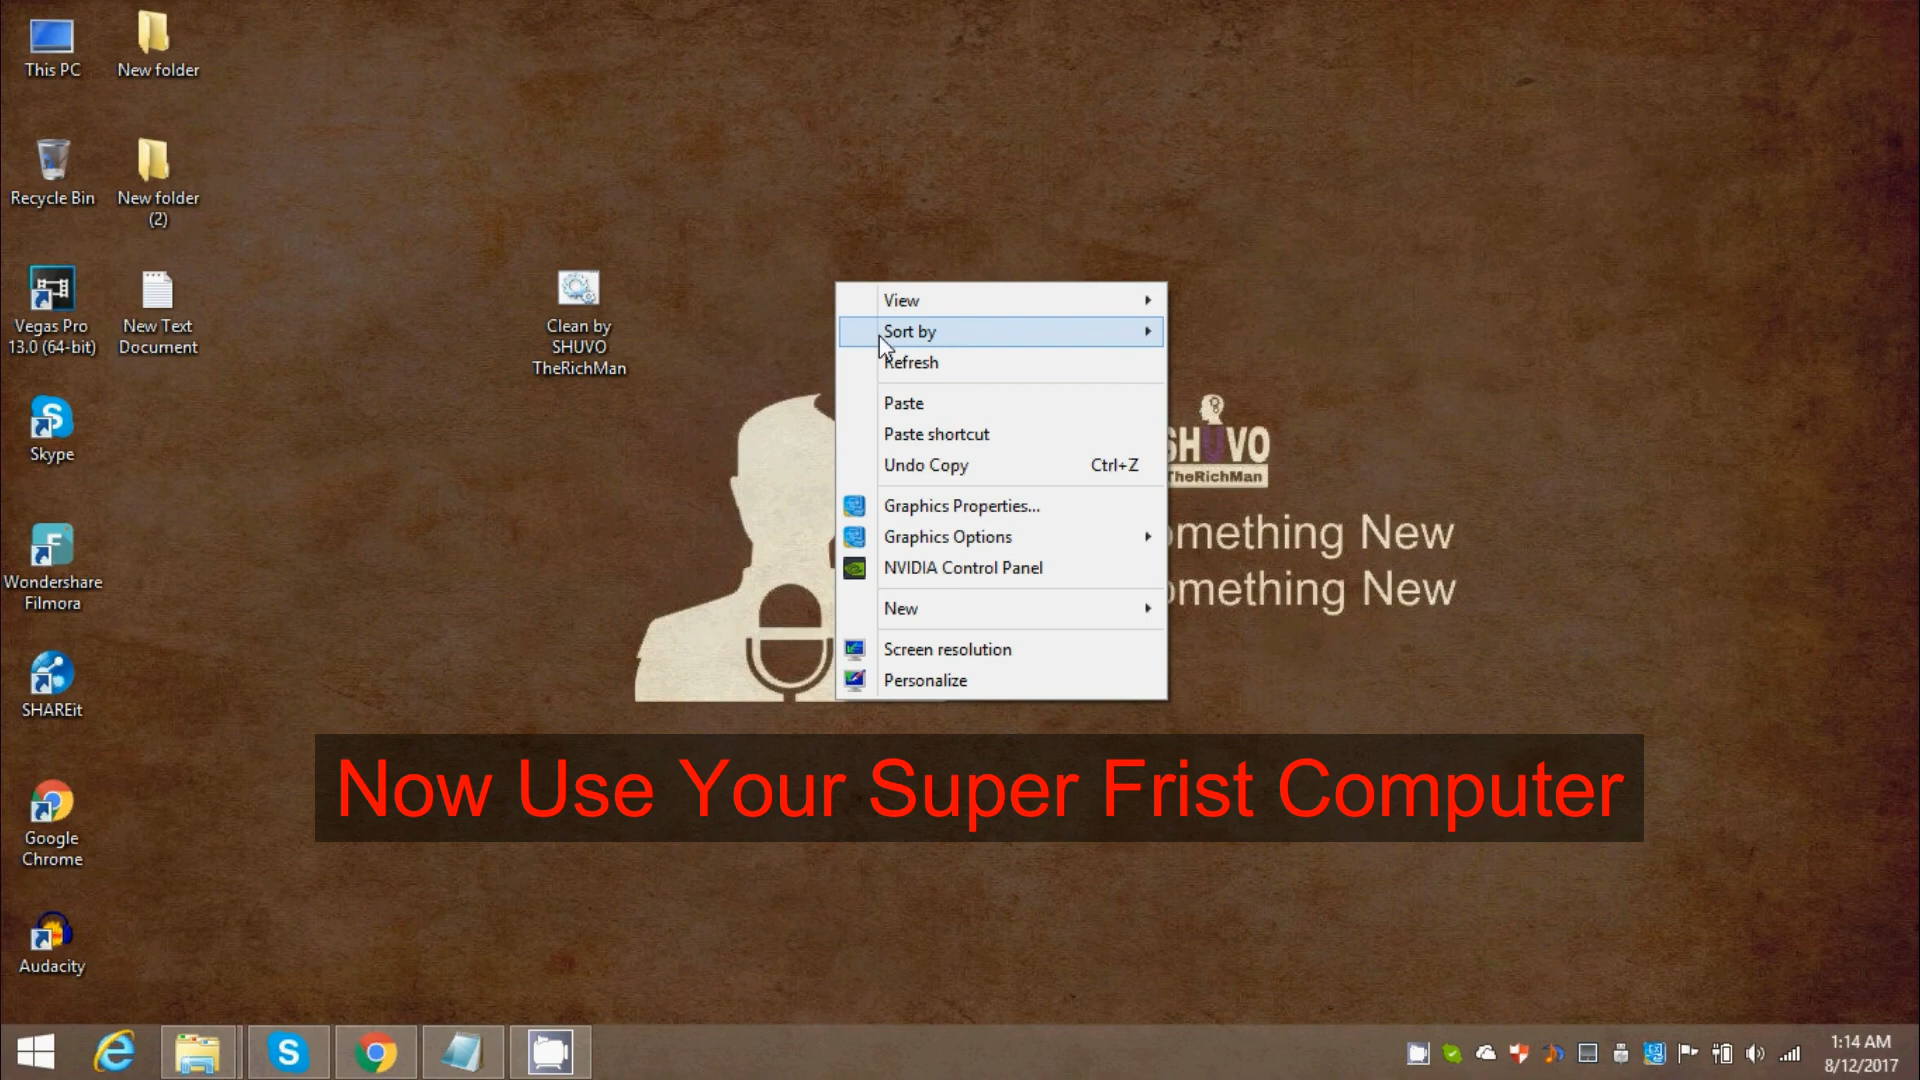 This PC
New folder
Recycle Bin
New folder
(2)
Vegas Pro
13.0 (64-bit)
New Text
Document
Skype
Wondershare
Filmora
SHAREit
Google
Chrome
Audacity
Clean by
SHUVO
TheRichMan
View
Sort by
Refresh
Paste
Paste shortcut
Undo Copy Ctrl+Z
Graphics Properties...
Graphics Options
NVIDIA Control Panel
New
Screen resolution
Personalize
SHUVO
TheRichMan
omething New
omething New
Now Use Your Super Frist Computer
1:14 AM
8/12/2017